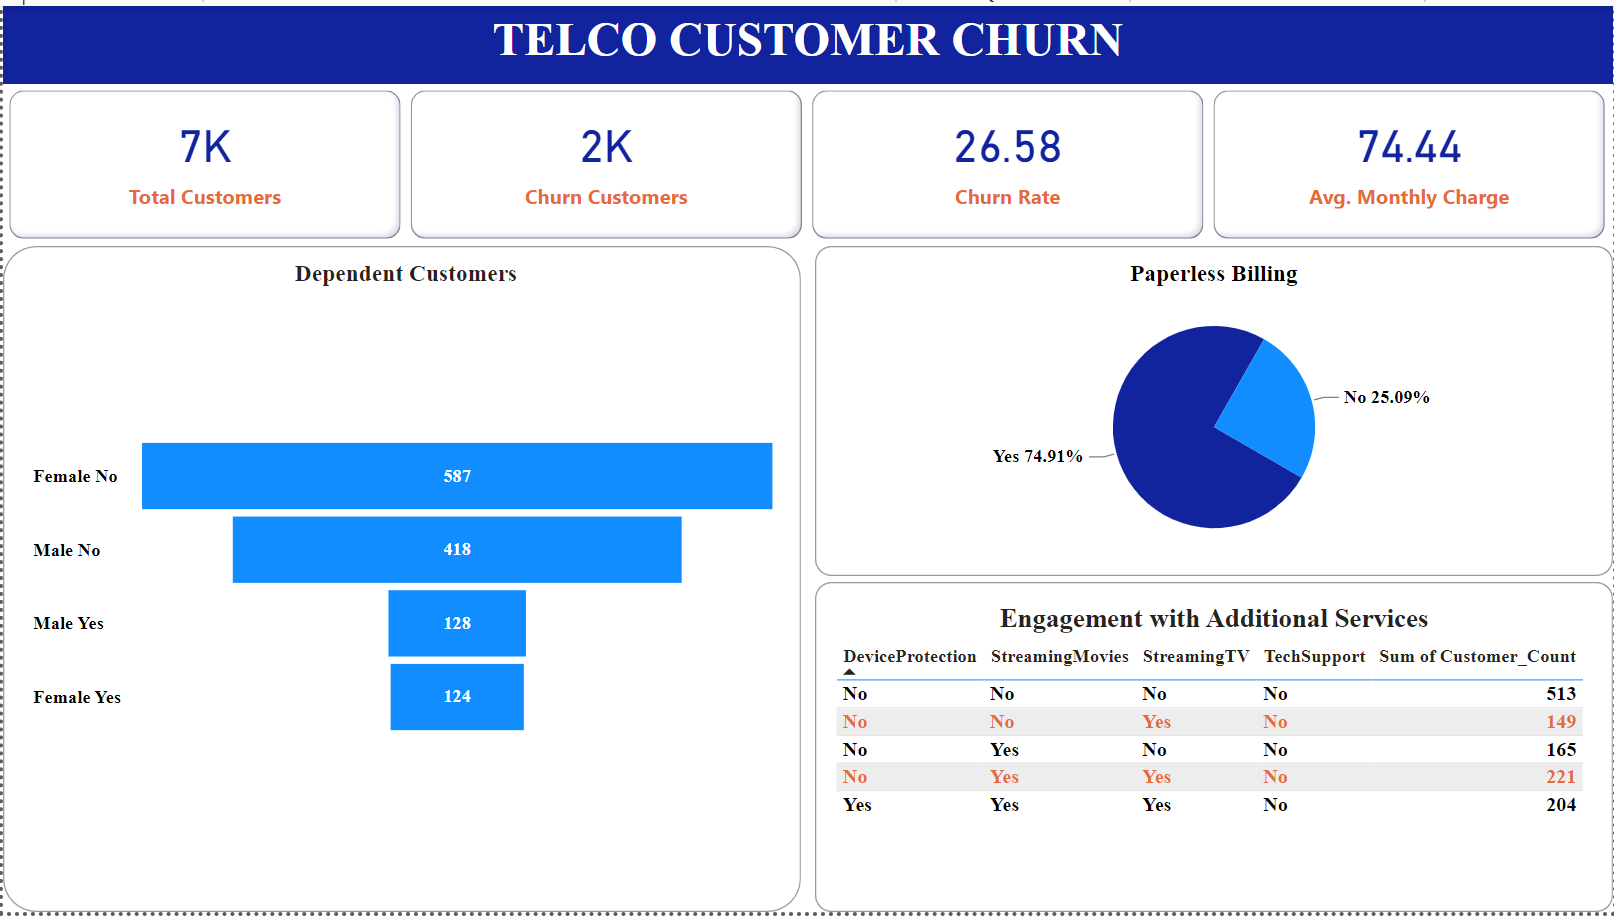 TELCO CUSTOMER CHURN
7K
Total Customers
2K
Churn Customers
26.58
Churn Rate
74.44
Avg. Monthly Charge
Dependent Customers
Female No 587
Male No 418
Male Yes 128
Female Yes 124
Paperless Billing
No 25.09%
Yes 74.91%
Engagement with Additional Services
DeviceProtection StreamingMovies StreamingTV TechSupport Sum of Customer_Count
No No No No 513
No No Yes No 149
No Yes No No 165
No Yes Yes No 221
Yes Yes Yes No 204